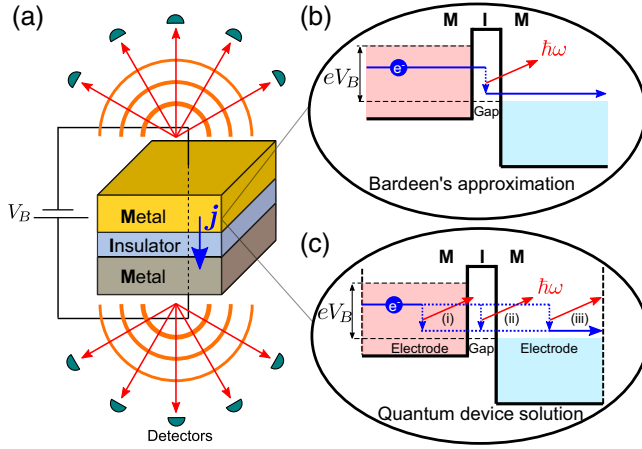 (a)
V_B
Metal
j
Insulator
Metal
Detectors
(b)
M I M
eV_B
e-
ħω
Gap
Bardeen's approximation
(c)
M I M
eV_B
e-
ħω
(i)
(ii)
(iii)
Electrode
Gap
Electrode
Quantum device solution